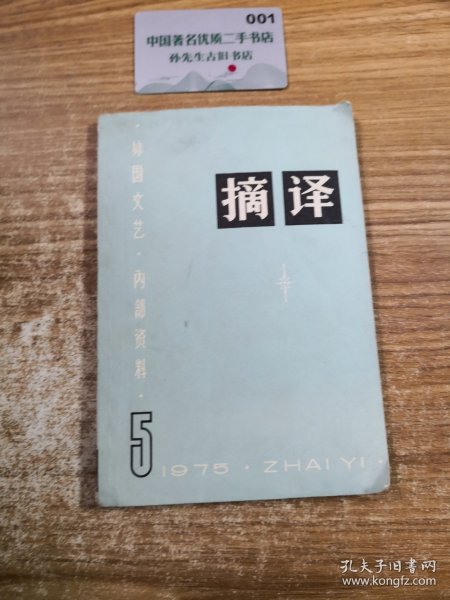 001
中国著名优质二手书店
孙先生古旧书店
·外国文艺·内部资料·
摘译
5
1975·ZHAI YI·
孔夫子旧书网
www.kongfz.com